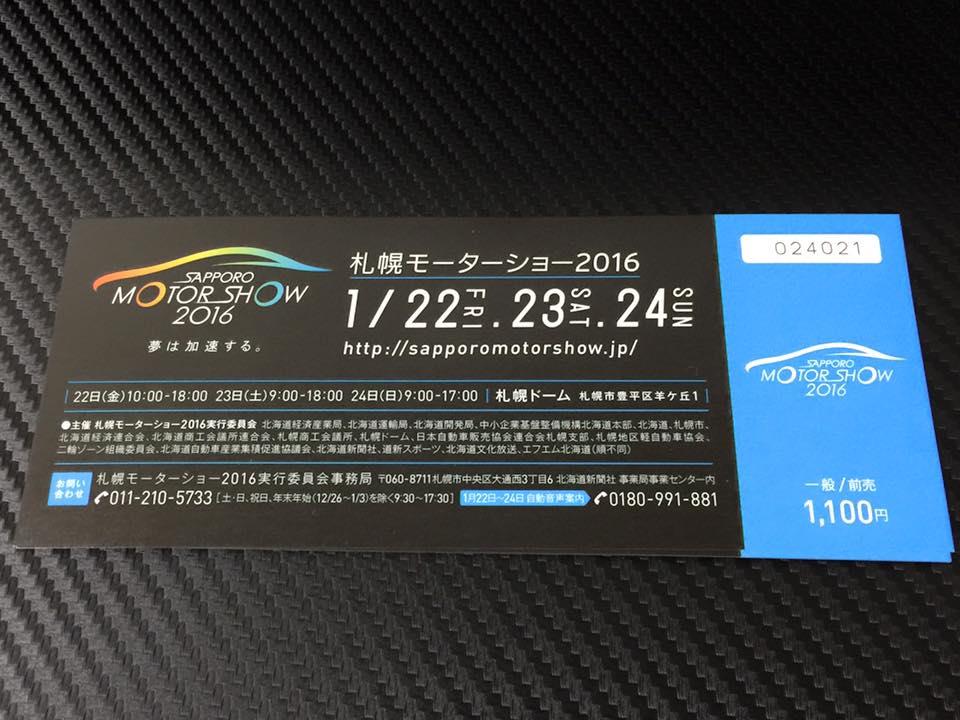 SAPPORO
MOTOR SHOW
2016
夢は加速する。
札幌モーターショー2016
1/22 FRI . 23 SAT . 24 SUN
http://sapporomotorshow.jp/
22日(金)10:00-18:00 23日(土)9:00-18:00 24日(日)9:00-17:00 | 札幌ドーム 札幌市豊平区羊ケ丘1
●主催 札幌モーターショー2016実行委員会 北海道経済産業局、北海道運輸局、北海道開発局、中小企業基盤整備機構北海道本部、北海道、札幌市、
北海道経済連合会、北海道商工会議所連合会、札幌商工会議所、札幌ドーム、日本自動車販売協会連合会札幌支部、札幌地区軽自動車協会、
二輪ゾーン組織委員会、北海道自動車産業集積促進協議会、北海道新聞社、道新スポーツ、北海道文化放送、エフエム北海道(順不同)
お問い合わせ
札幌モーターショー2016実行委員会事務局 〒060-8711札幌市中央区大通西3丁目6 北海道新聞社 事業局事業センター内
011-210-5733 [土・日、祝日、年末年始(12/26〜1/3)を除く9:30〜17:30] 1月22日〜24日 自動音声案内 0180-991-881
024021
SAPPORO
MOTOR SHOW
2016
一般/前売
1,100円